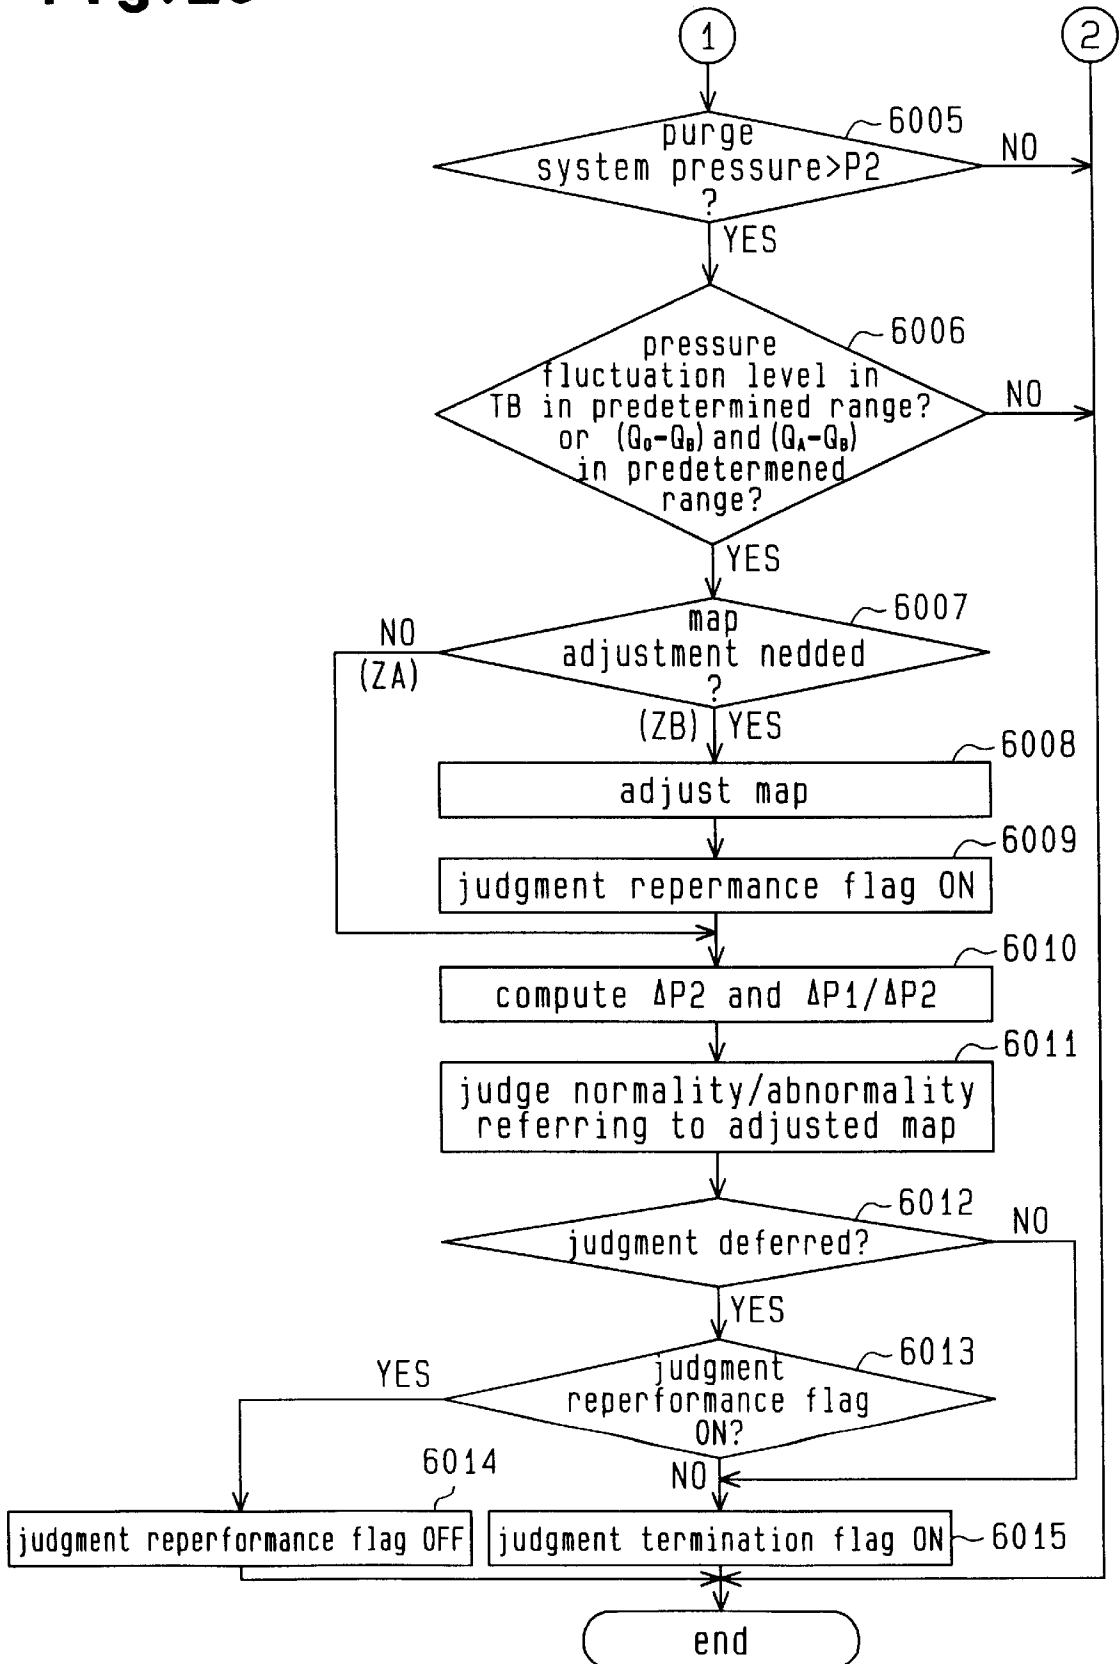 1
2
6005
purge
system pressure>P2
?
NO
YES
6006
pressure
fluctuation level in
TB in predetermined range?
or (Q₀-Q_B) and (Q_A-Q_B)
in predetermened
range?
NO
YES
6007
map
adjustment nedded
?
NO
(ZA)
(ZB) YES
6008
adjust map
6009
judgment repermance flag ON
6010
compute ΔP2 and ΔP1/ΔP2
6011
judge normality/abnormality
referring to adjusted map
6012
judgment deferred?
NO
YES
6013
judgment
reperformance flag
ON?
YES
NO
6014
judgment reperformance flag OFF
judgment termination flag ON
6015
end